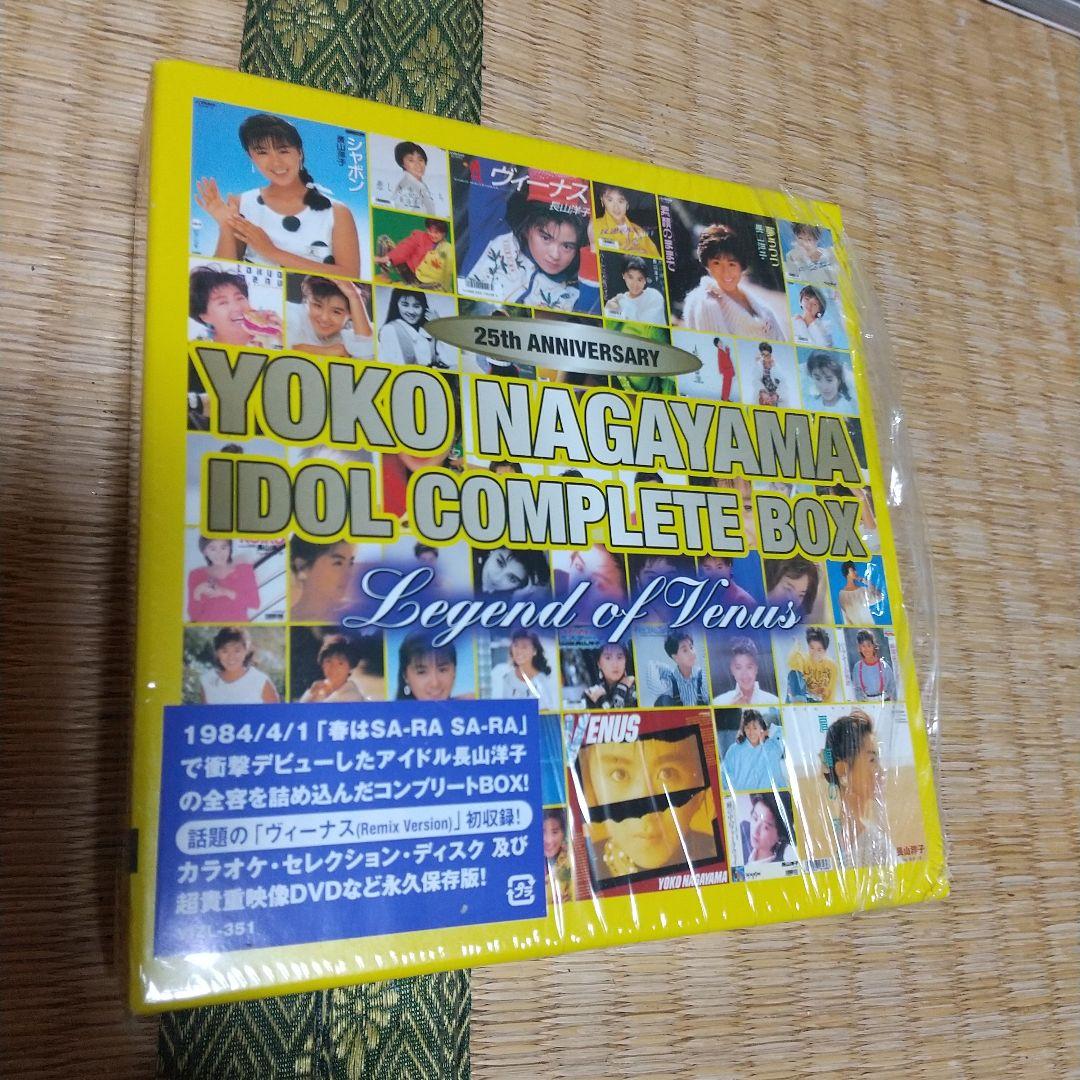 シャボン
長山洋子
ヴィーナス
長山洋子
25th ANNIVERSARY
YOKO NAGAYAMA
IDOL COMPLETE BOX
Legend of Venus
1984/4/1「春はSA-RA SA-RA」
で衝撃デビューしたアイドル長山洋子
の全容を詰め込んだコンプリートBOX!
話題の「ヴィーナス(Remix Version)」初収録!
カラオケ・セレクション・ディスク 及び
超貴重映像DVDなど永久保存版!
VIZL-351
プラ
VENUS
YOKO NAGAYAMA
長山洋子